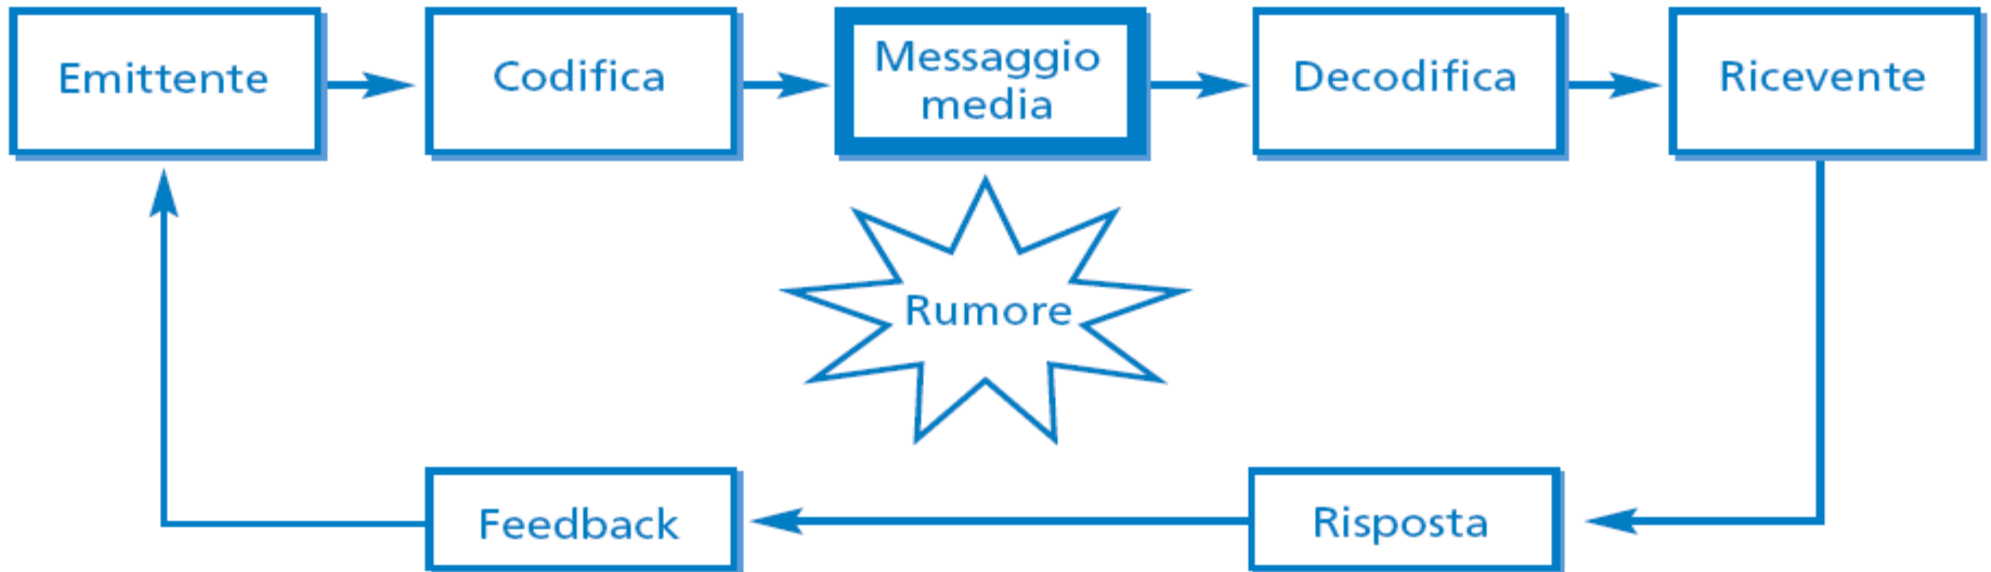 Emittente
Codifica
Messaggio
media
Decodifica
Ricevente
Rumore
Feedback
Risposta